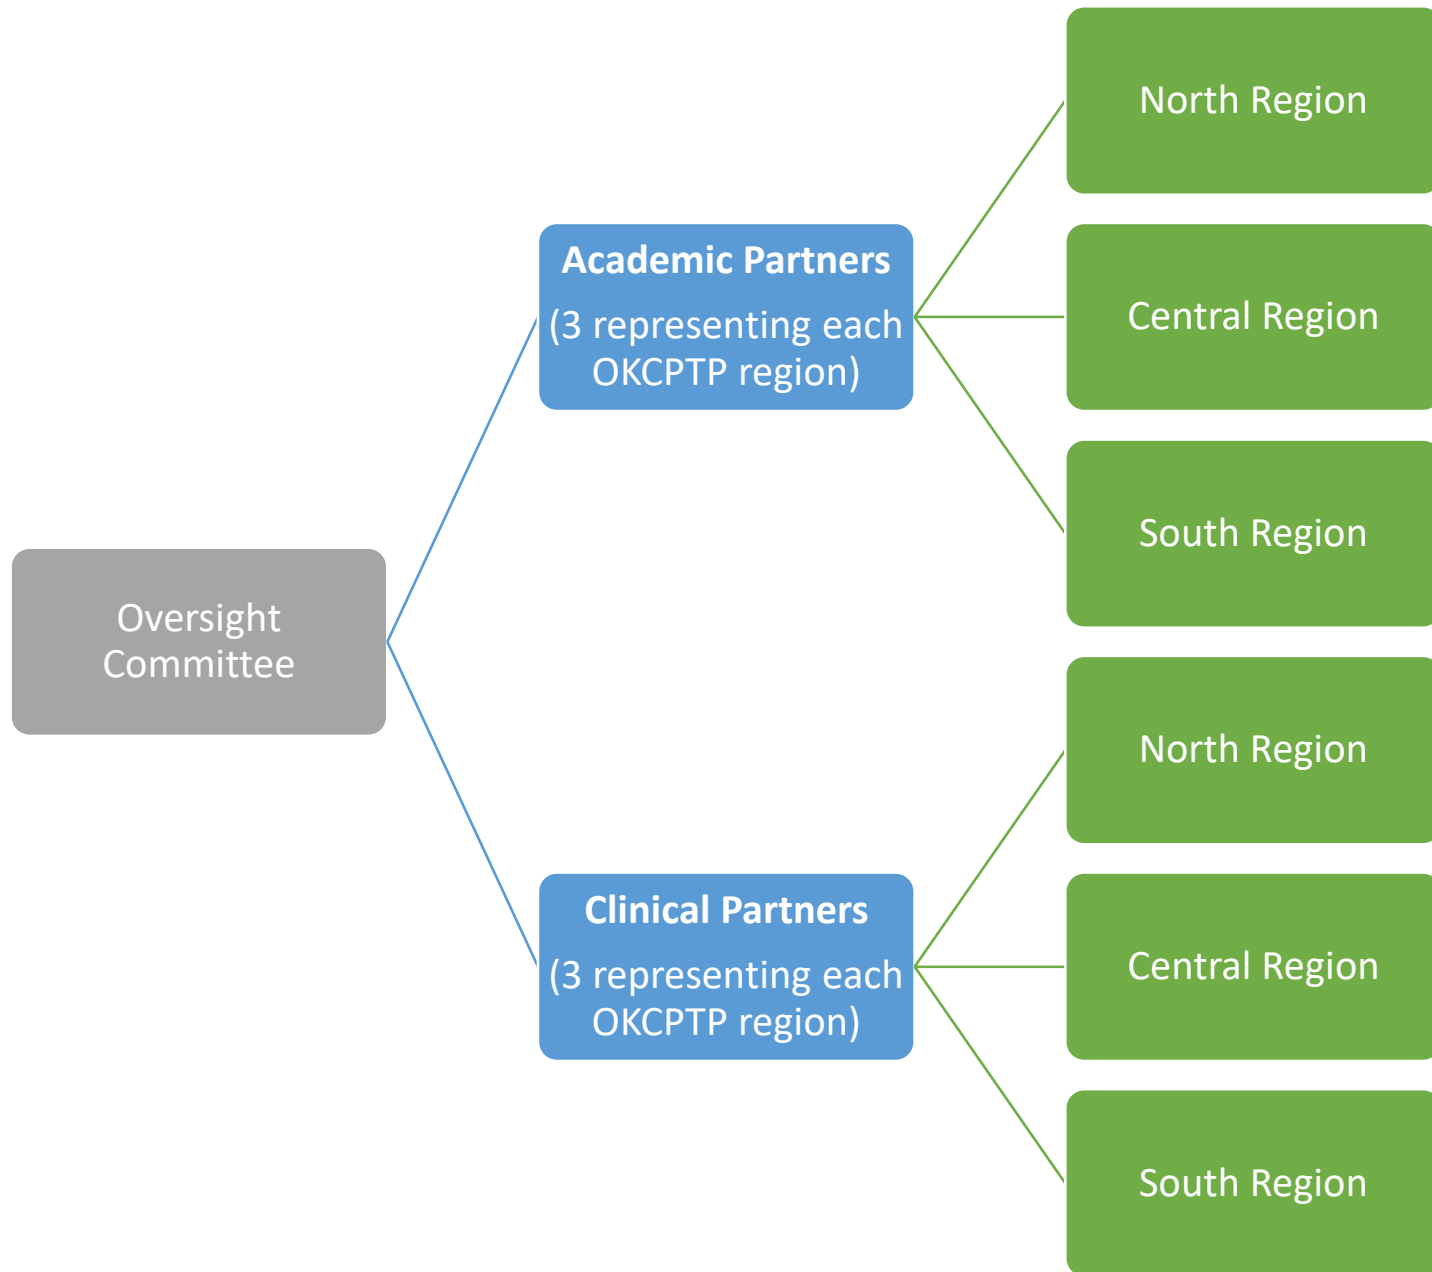 Oversight
Committee
Academic Partners
(3 representing each
OKCPTP region)
North Region
Central Region
South Region
Clinical Partners
(3 representing each
OKCPTP region)
North Region
Central Region
South Region